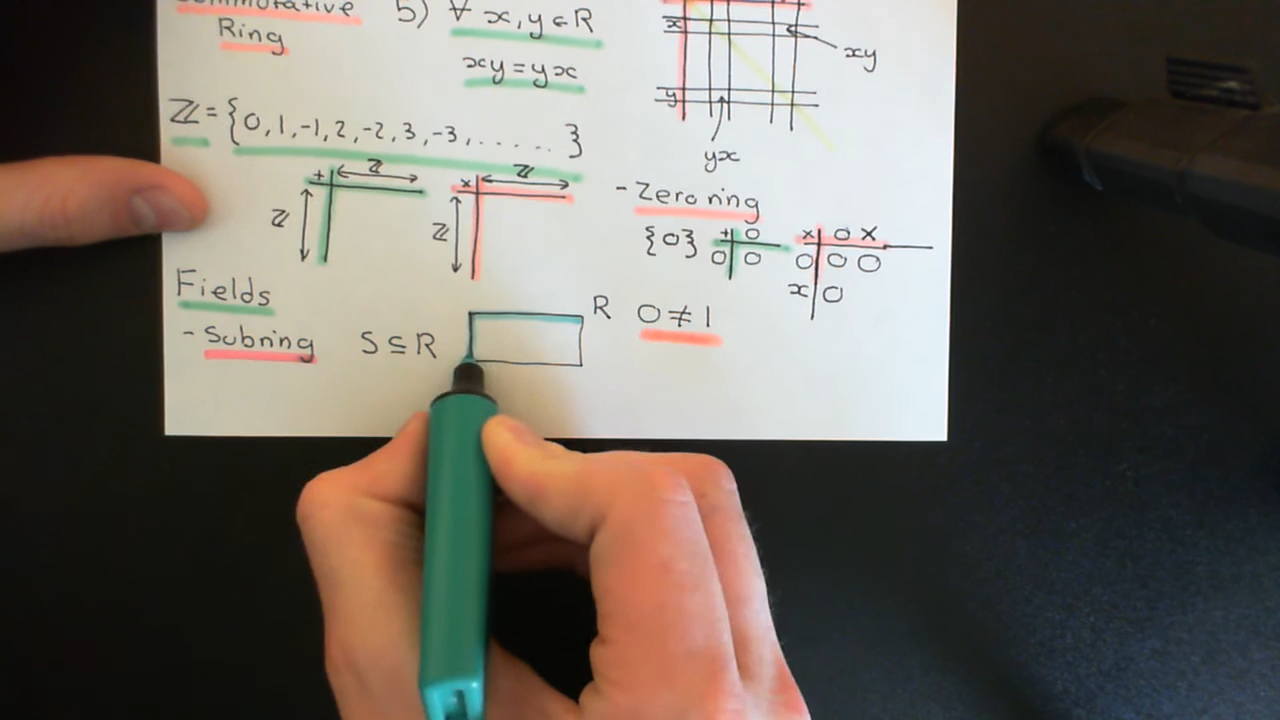 Commutative
Ring
5) ∀ x, y ∈ R
xy = yx
x
y
xy
yx
ℤ = {0, 1, -1, 2, -2, 3, -3, ...... }
+ ℤ
ℤ
x ℤ
ℤ
- Zero ring
{0}
+ 0
0 0
x 0 x
0 0 0
x 0
Fields
- Subring S ⊆ R
R
0 ≠ 1